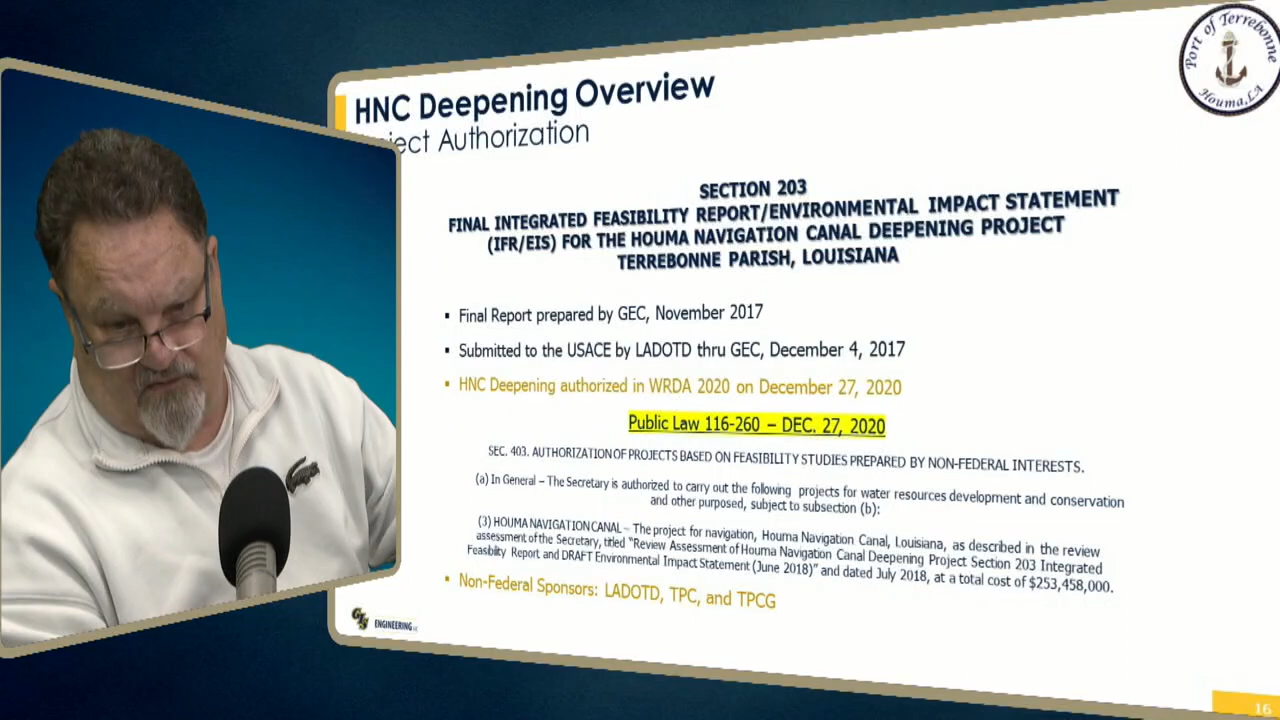 Port of Terrebonne
Houma, LA
HNC Deepening Overview
ject Authorization
SECTION 203
FINAL INTEGRATED FEASIBILITY REPORT/ENVIRONMENTAL IMPACT STATEMENT
(IFR/EIS) FOR THE HOUMA NAVIGATION CANAL DEEPENING PROJECT
TERREBONNE PARISH, LOUISIANA
▪ Final Report prepared by GEC, November 2017
▪ Submitted to the USACE by LADOTD thru GEC, December 4, 2017
▪ HNC Deepening authorized in WRDA 2020 on December 27, 2020
Public Law 116-260 – DEC. 27, 2020
SEC. 403. AUTHORIZATION OF PROJECTS BASED ON FEASIBILITY STUDIES PREPARED BY NON-FEDERAL INTERESTS.
(a) In General – The Secretary is authorized to carry out the following projects for water resources development and conservation
and other purposed, subject to subsection (b):
(3) HOUMA NAVIGATION CANAL – The project for navigation, Houma Navigation Canal, Louisiana, as described in the review
assessment of the Secretary, titled "Review Assessment of Houma Navigation Canal Deepening Project Section 203 Integrated
Feasibility Report and DRAFT Environmental Impact Statement (June 2018)" and dated July 2018, at a total cost of $253,458,000.
▪ Non-Federal Sponsors: LADOTD, TPC, and TPCG
GIS ENGINEERING
16